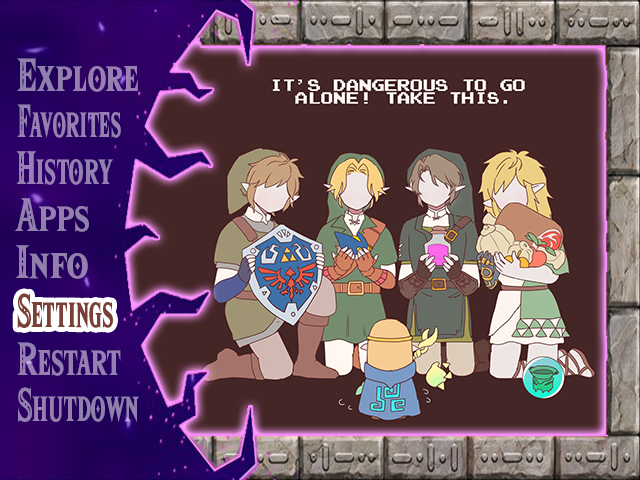 EXPLORE
FAVORITES
HISTORY
APPS
INFO
SETTINGS
RESTART
SHUTDOWN
IT'S DANGEROUS TO GO
ALONE! TAKE THIS.